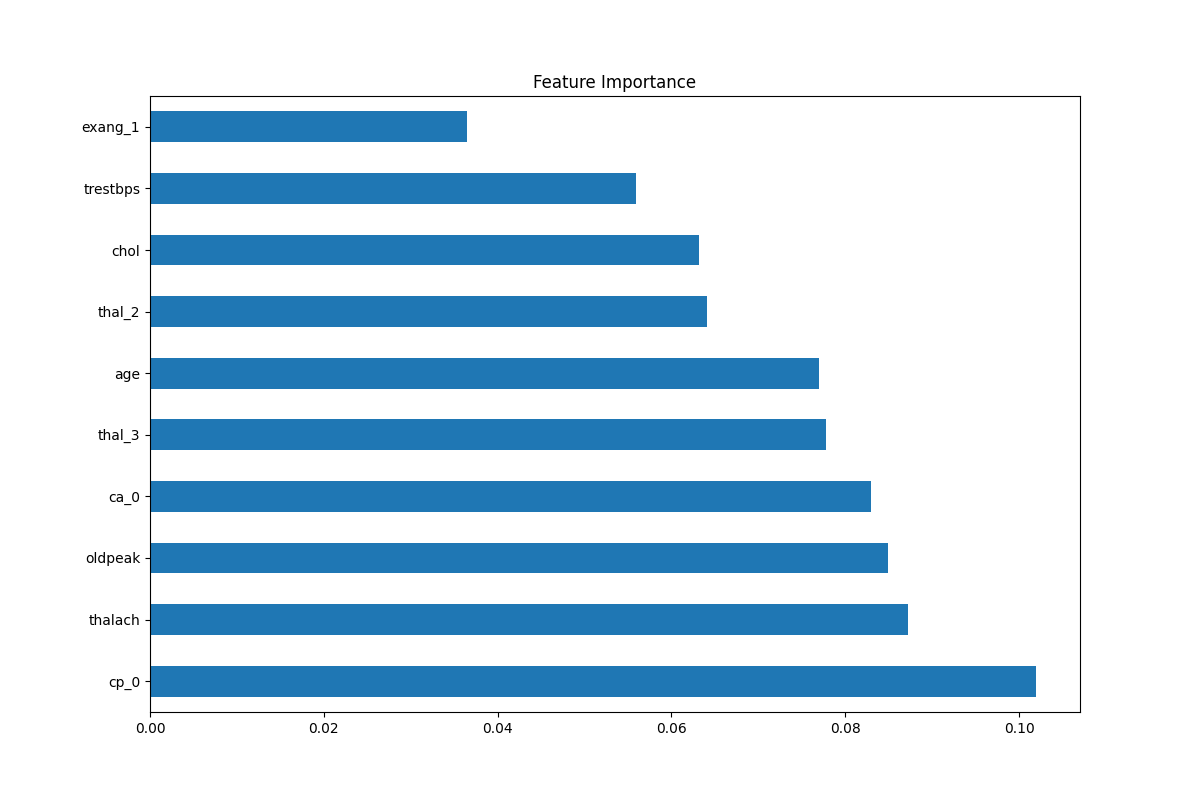 Feature Importance
exang_1
trestbps
chol
thal_2
age
thal_3
ca_0
oldpeak
thalach
cp_0
0.00 0.02 0.04 0.06 0.08 0.10